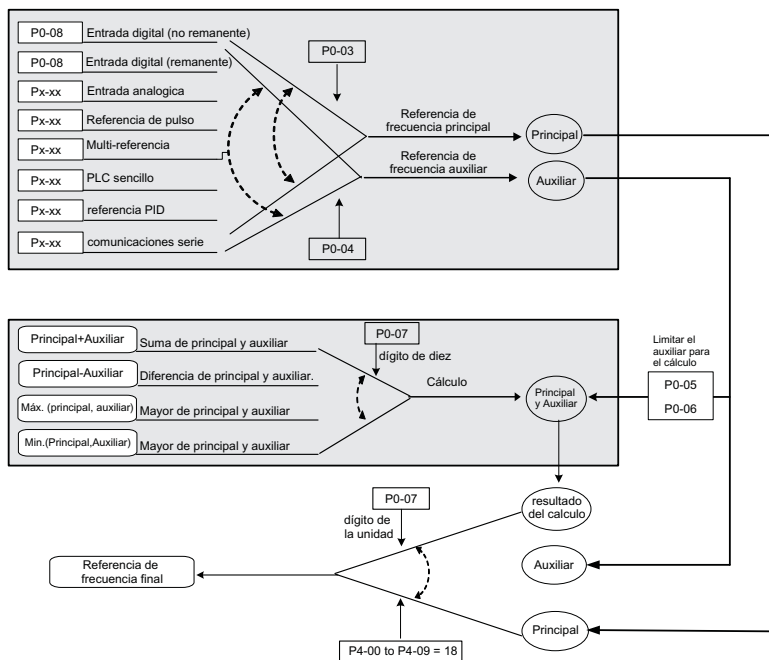 P0-08 Entrada digital (no remanente)
P0-08 Entrada digital (remanente)
Px-xx Entrada analogica
Px-xx Referencia de pulso
Px-xx Multi-referencia
Px-xx PLC sencillo
Px-xx referencia PID
Px-xx comunicaciones serie
P0-03
P0-04
Referencia de
frecuencia principal
Referencia de
frecuencia auxiliar
Principal
Auxiliar
Principal+Auxiliar Suma de principal y auxiliar
Principal-Auxiliar Diferencia de principal y auxiliar.
Máx. (principal, auxiliar) Mayor de principal y auxiliar
Min.(Principal,Auxiliar) Mayor de principal y auxiliar
P0-07
dígito de diez
Cálculo
Principal
y Auxiliar
Limitar el
auxiliar para
el cálculo
P0-05
P0-06
P0-07
dígito de
la unidad
resultado
del calculo
Auxiliar
Principal
Referencia de
frecuencia final
P4-00 to P4-09 = 18